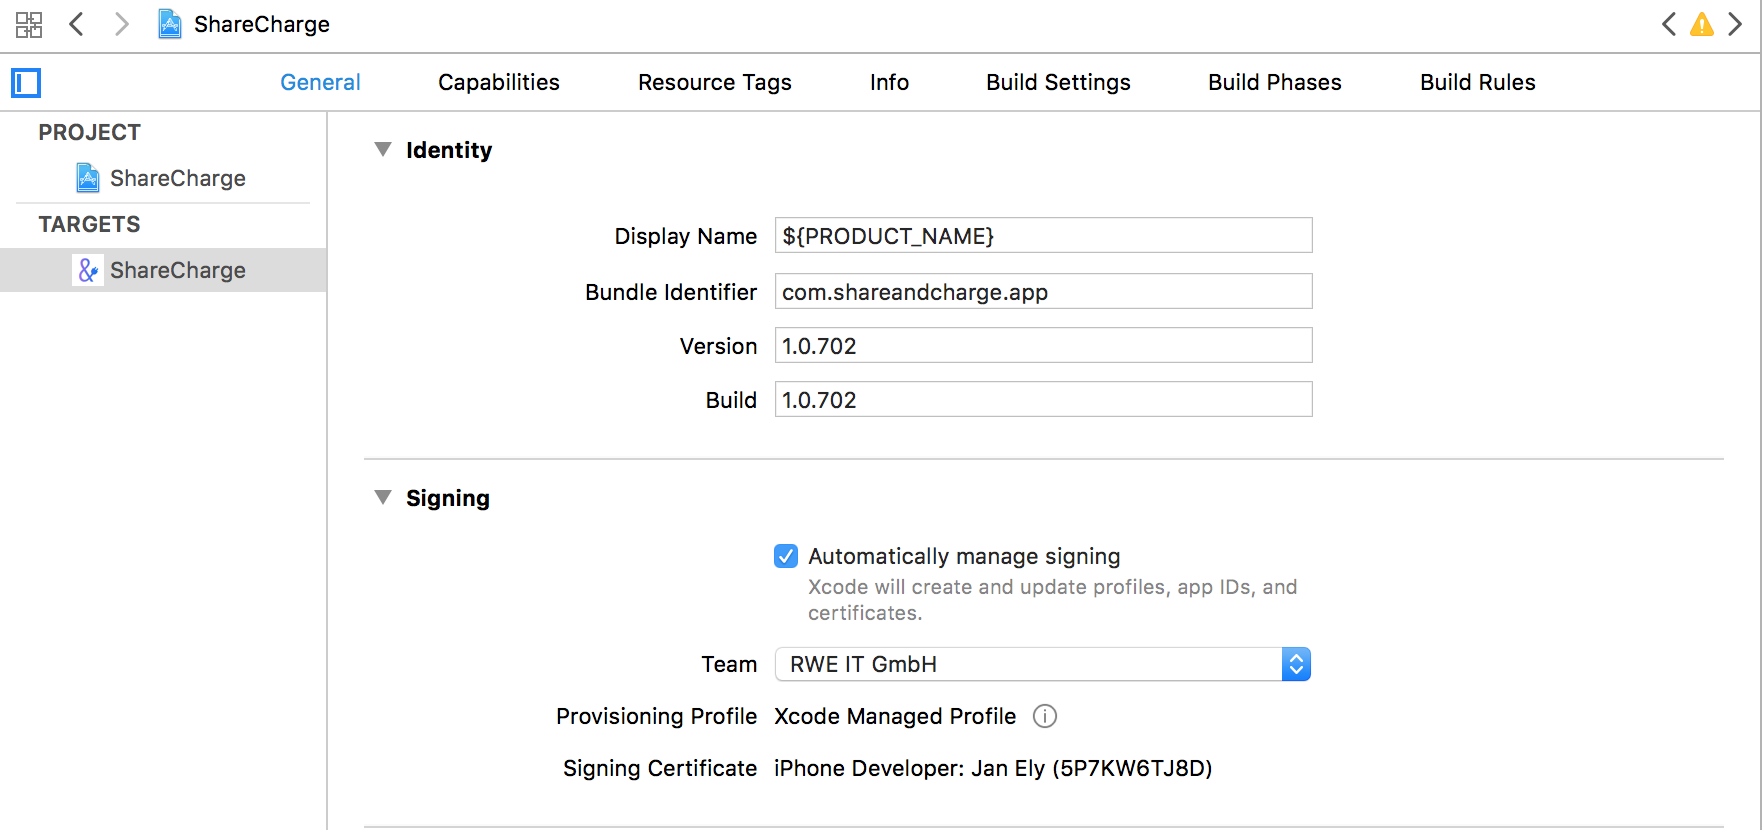 ShareCharge
General Capabilities Resource Tags Info Build Settings Build Phases Build Rules
PROJECT
ShareCharge
TARGETS
ShareCharge
Identity
Display Name ${PRODUCT_NAME}
Bundle Identifier com.shareandcharge.app
Version 1.0.702
Build 1.0.702
Signing
Automatically manage signing
Xcode will create and update profiles, app IDs, and
certificates.
Team RWE IT GmbH
Provisioning Profile Xcode Managed Profile
Signing Certificate iPhone Developer: Jan Ely (5P7KW6TJ8D)